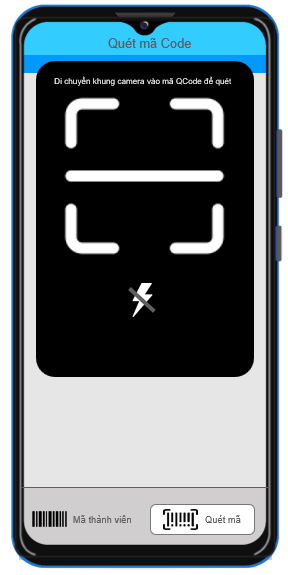 Quét mã Code
Di chuyển khung camera vào mã QCode để quét
Mã thành viên
Quét mã